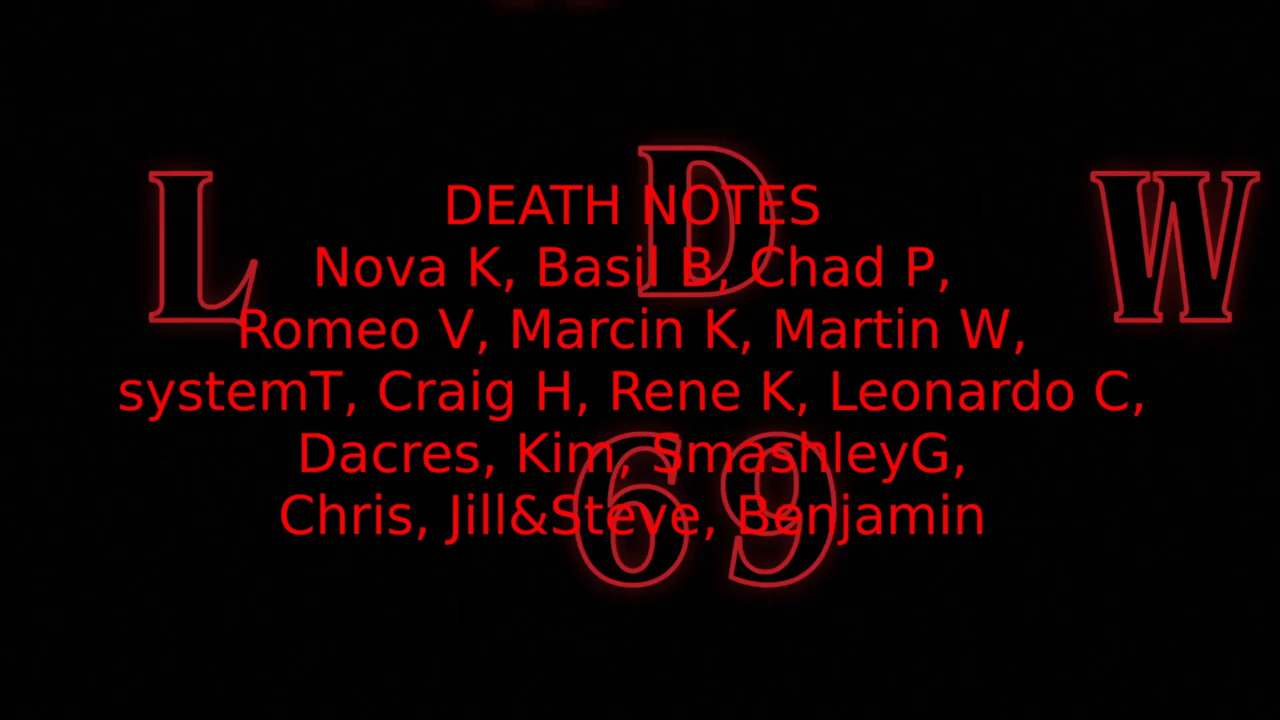 L D W
DEATH NOTES
Nova K, Basil B, Chad P,
Romeo V, Marcin K, Martin W,
systemT, Craig H, Rene K, Leonardo C,
Dacres, Kim, SmashleyG,
Chris, Jill&Steve, Benjamin
69